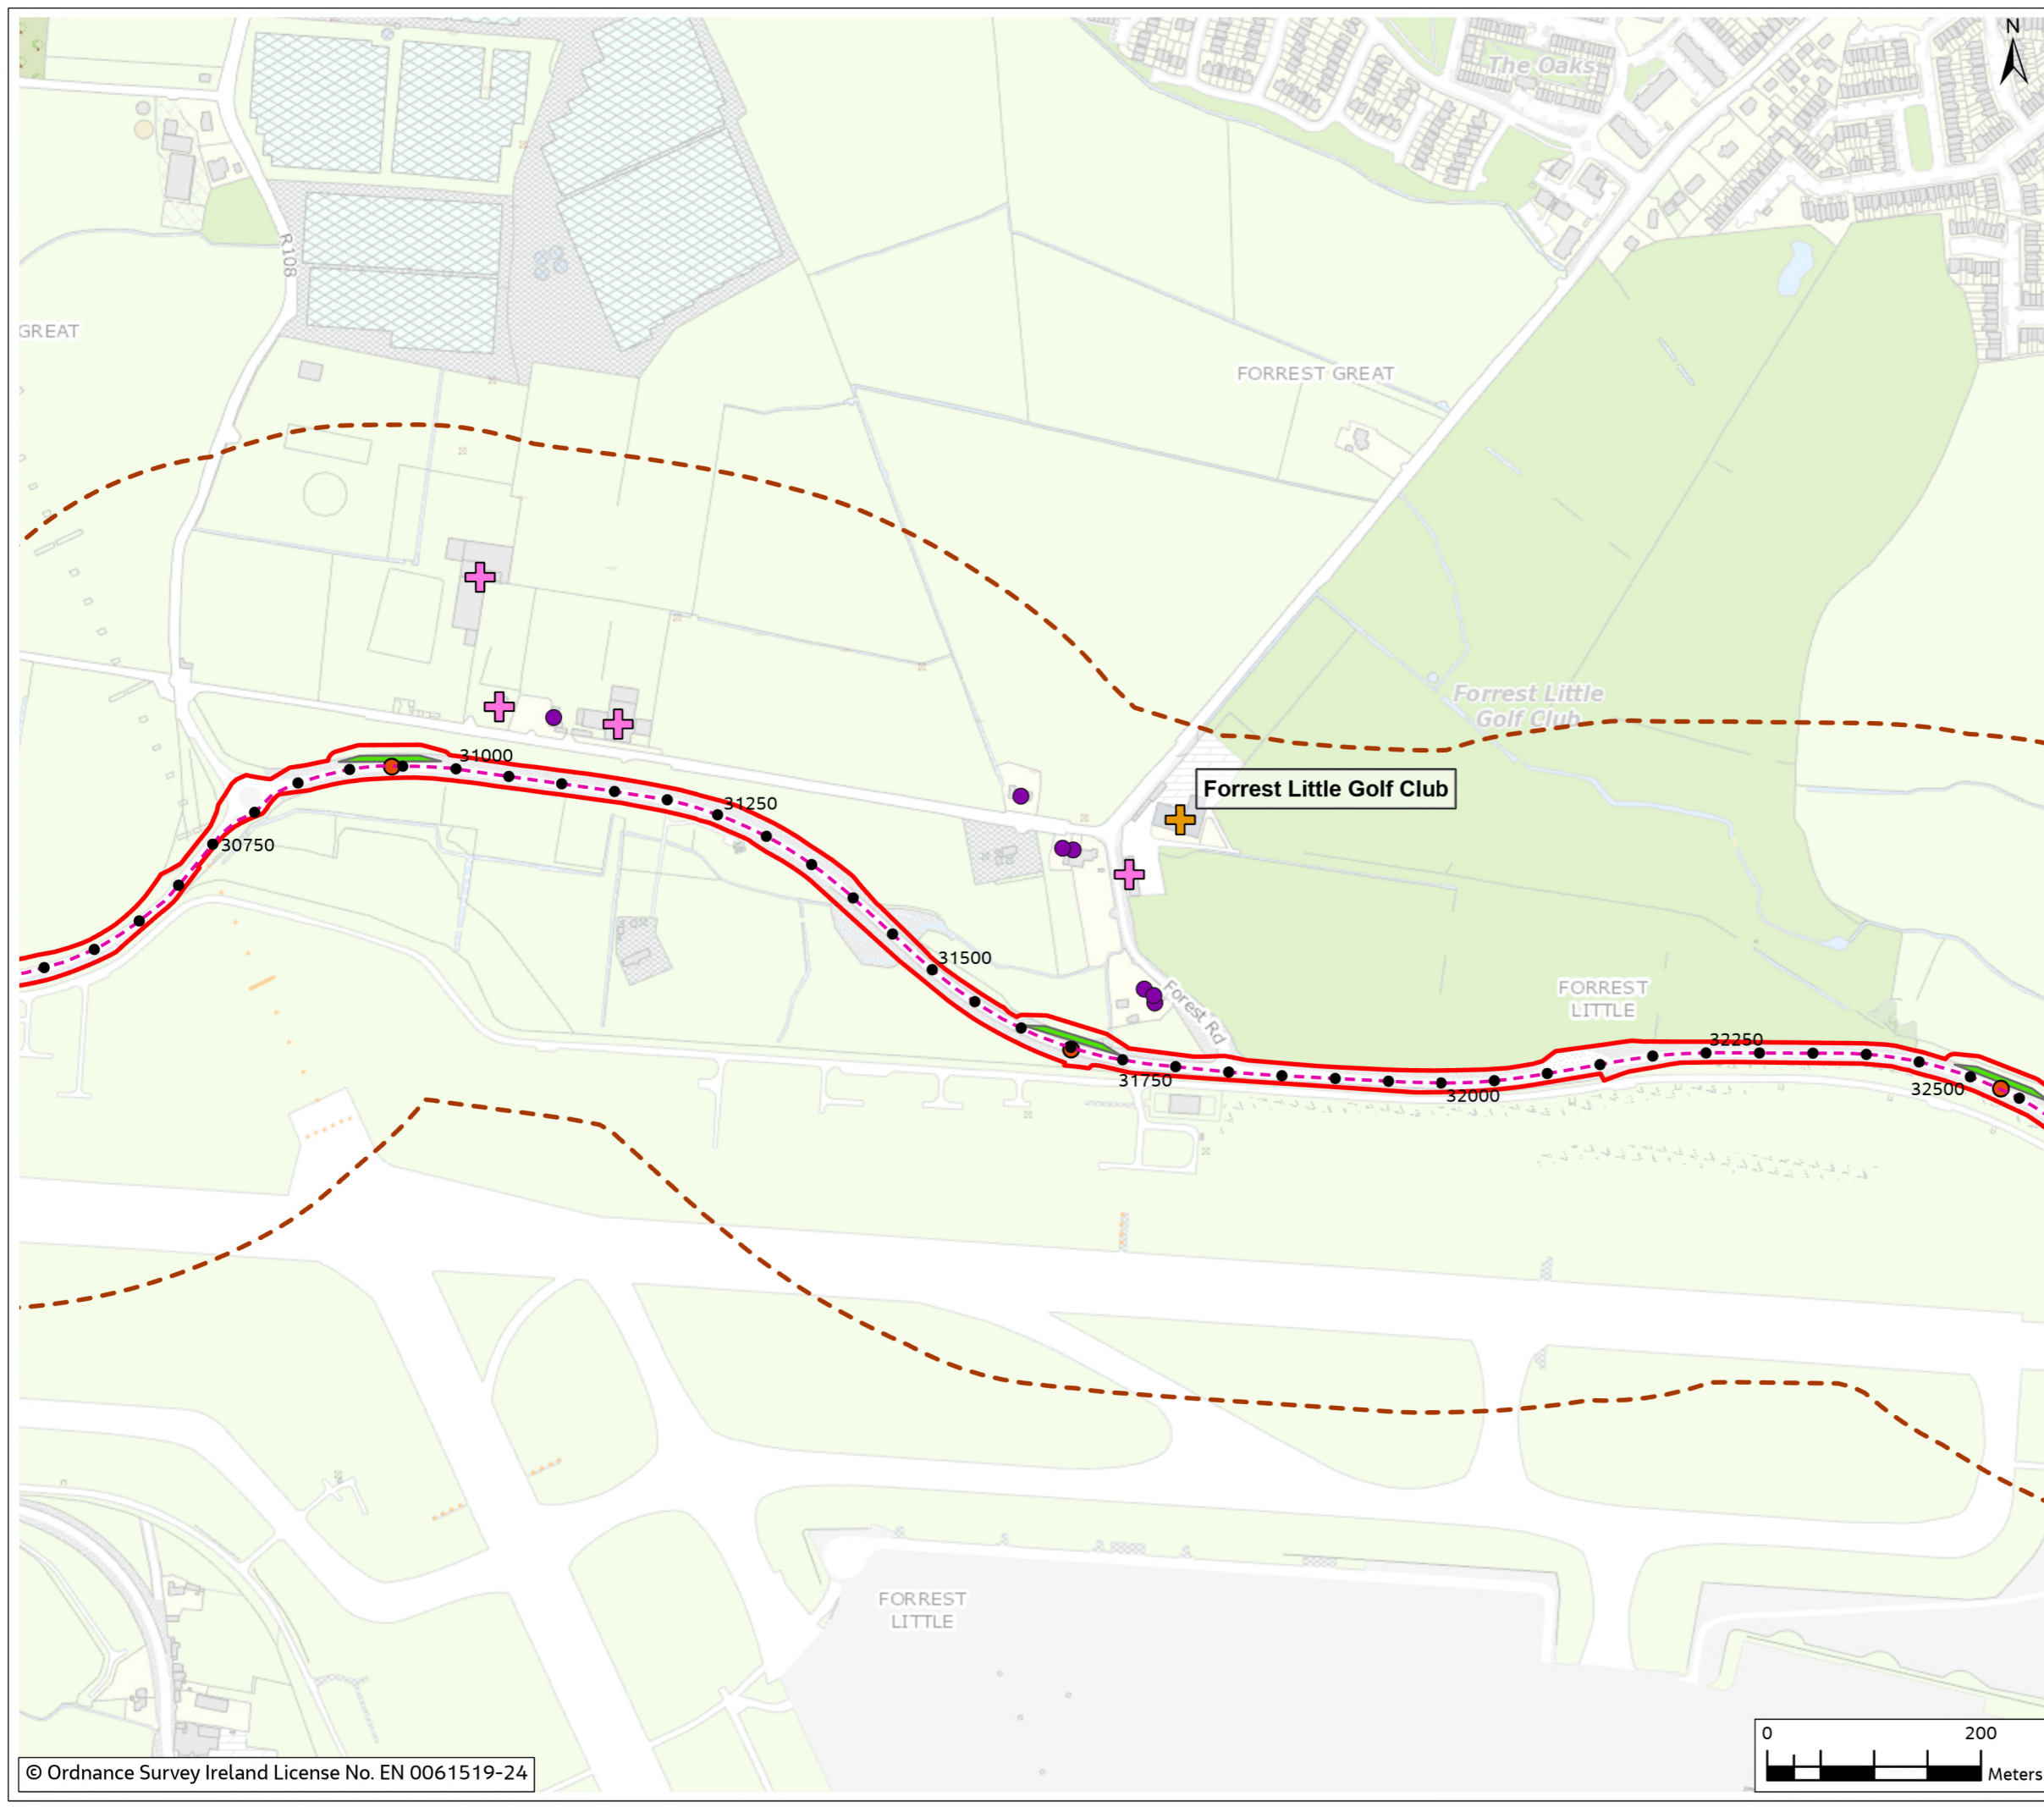 N
The Oaks
R108
GREAT
FORREST GREAT
Forrest Little
Golf Club
31000
Forrest Little Golf Club
31250
30750
31500
Forest Rd
FORREST
LITTLE
32250
31750
32000
32500
FORREST
LITTLE
0 200
Meters
© Ordnance Survey Ireland License No. EN 0061519-24